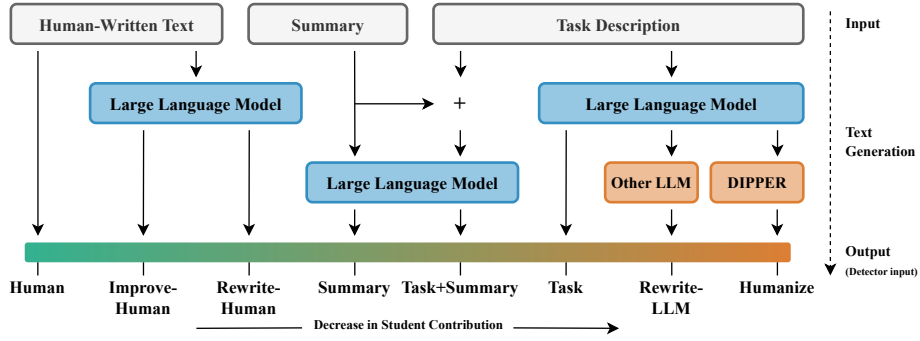 Human-Written Text
Summary
Task Description
Input
Large Language Model
+
Large Language Model
Text
Generation
Large Language Model
Other LLM
DIPPER
Output
(Detector input)
Human
Improve-
Human
Rewrite-
Human
Summary
Task+Summary
Task
Rewrite-
LLM
Humanize
Decrease in Student Contribution